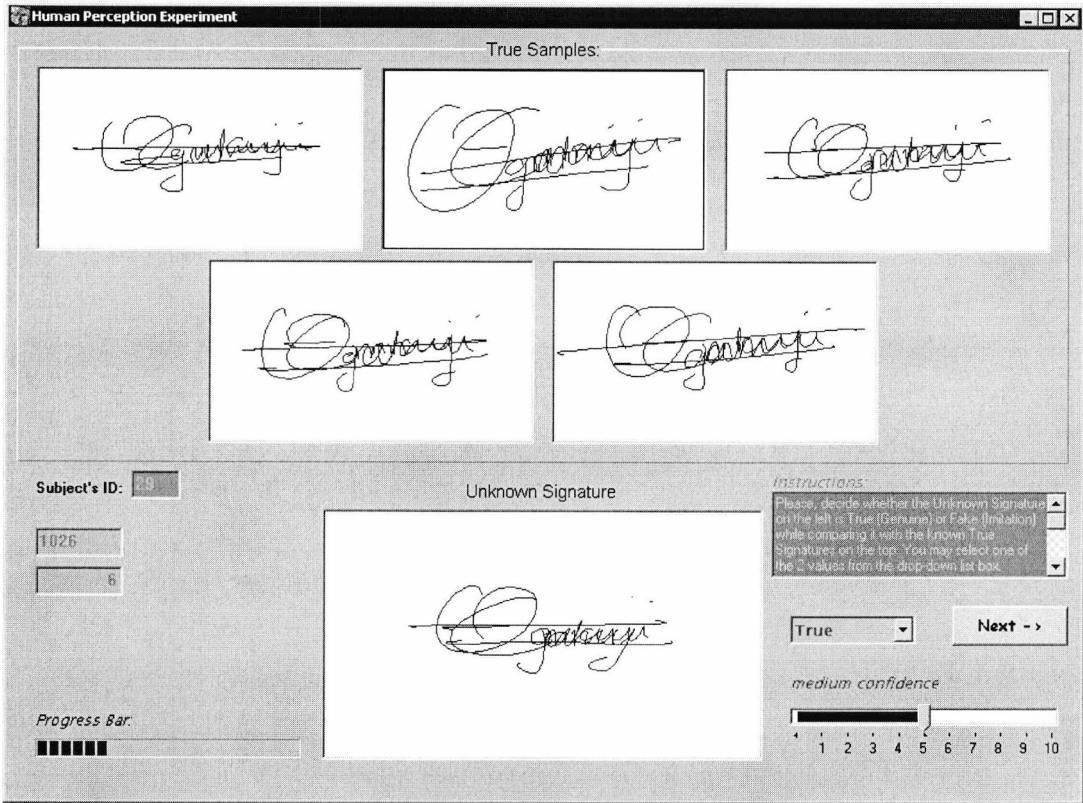 Human Perception Experiment
True Samples:
Subject's ID: 29
Unknown Signature
Instructions:
Please, decide whether the Unknown Signature
on the left is True (Genuine) or Fake (Imitation)
while comparing it with the Known True
Signatures on the top. You may select one of
the 2 values from the drop-down list box.
1026
6
True
Next ->
medium confidence
Progress Bar:
1 2 3 4 5 6 7 8 9 10